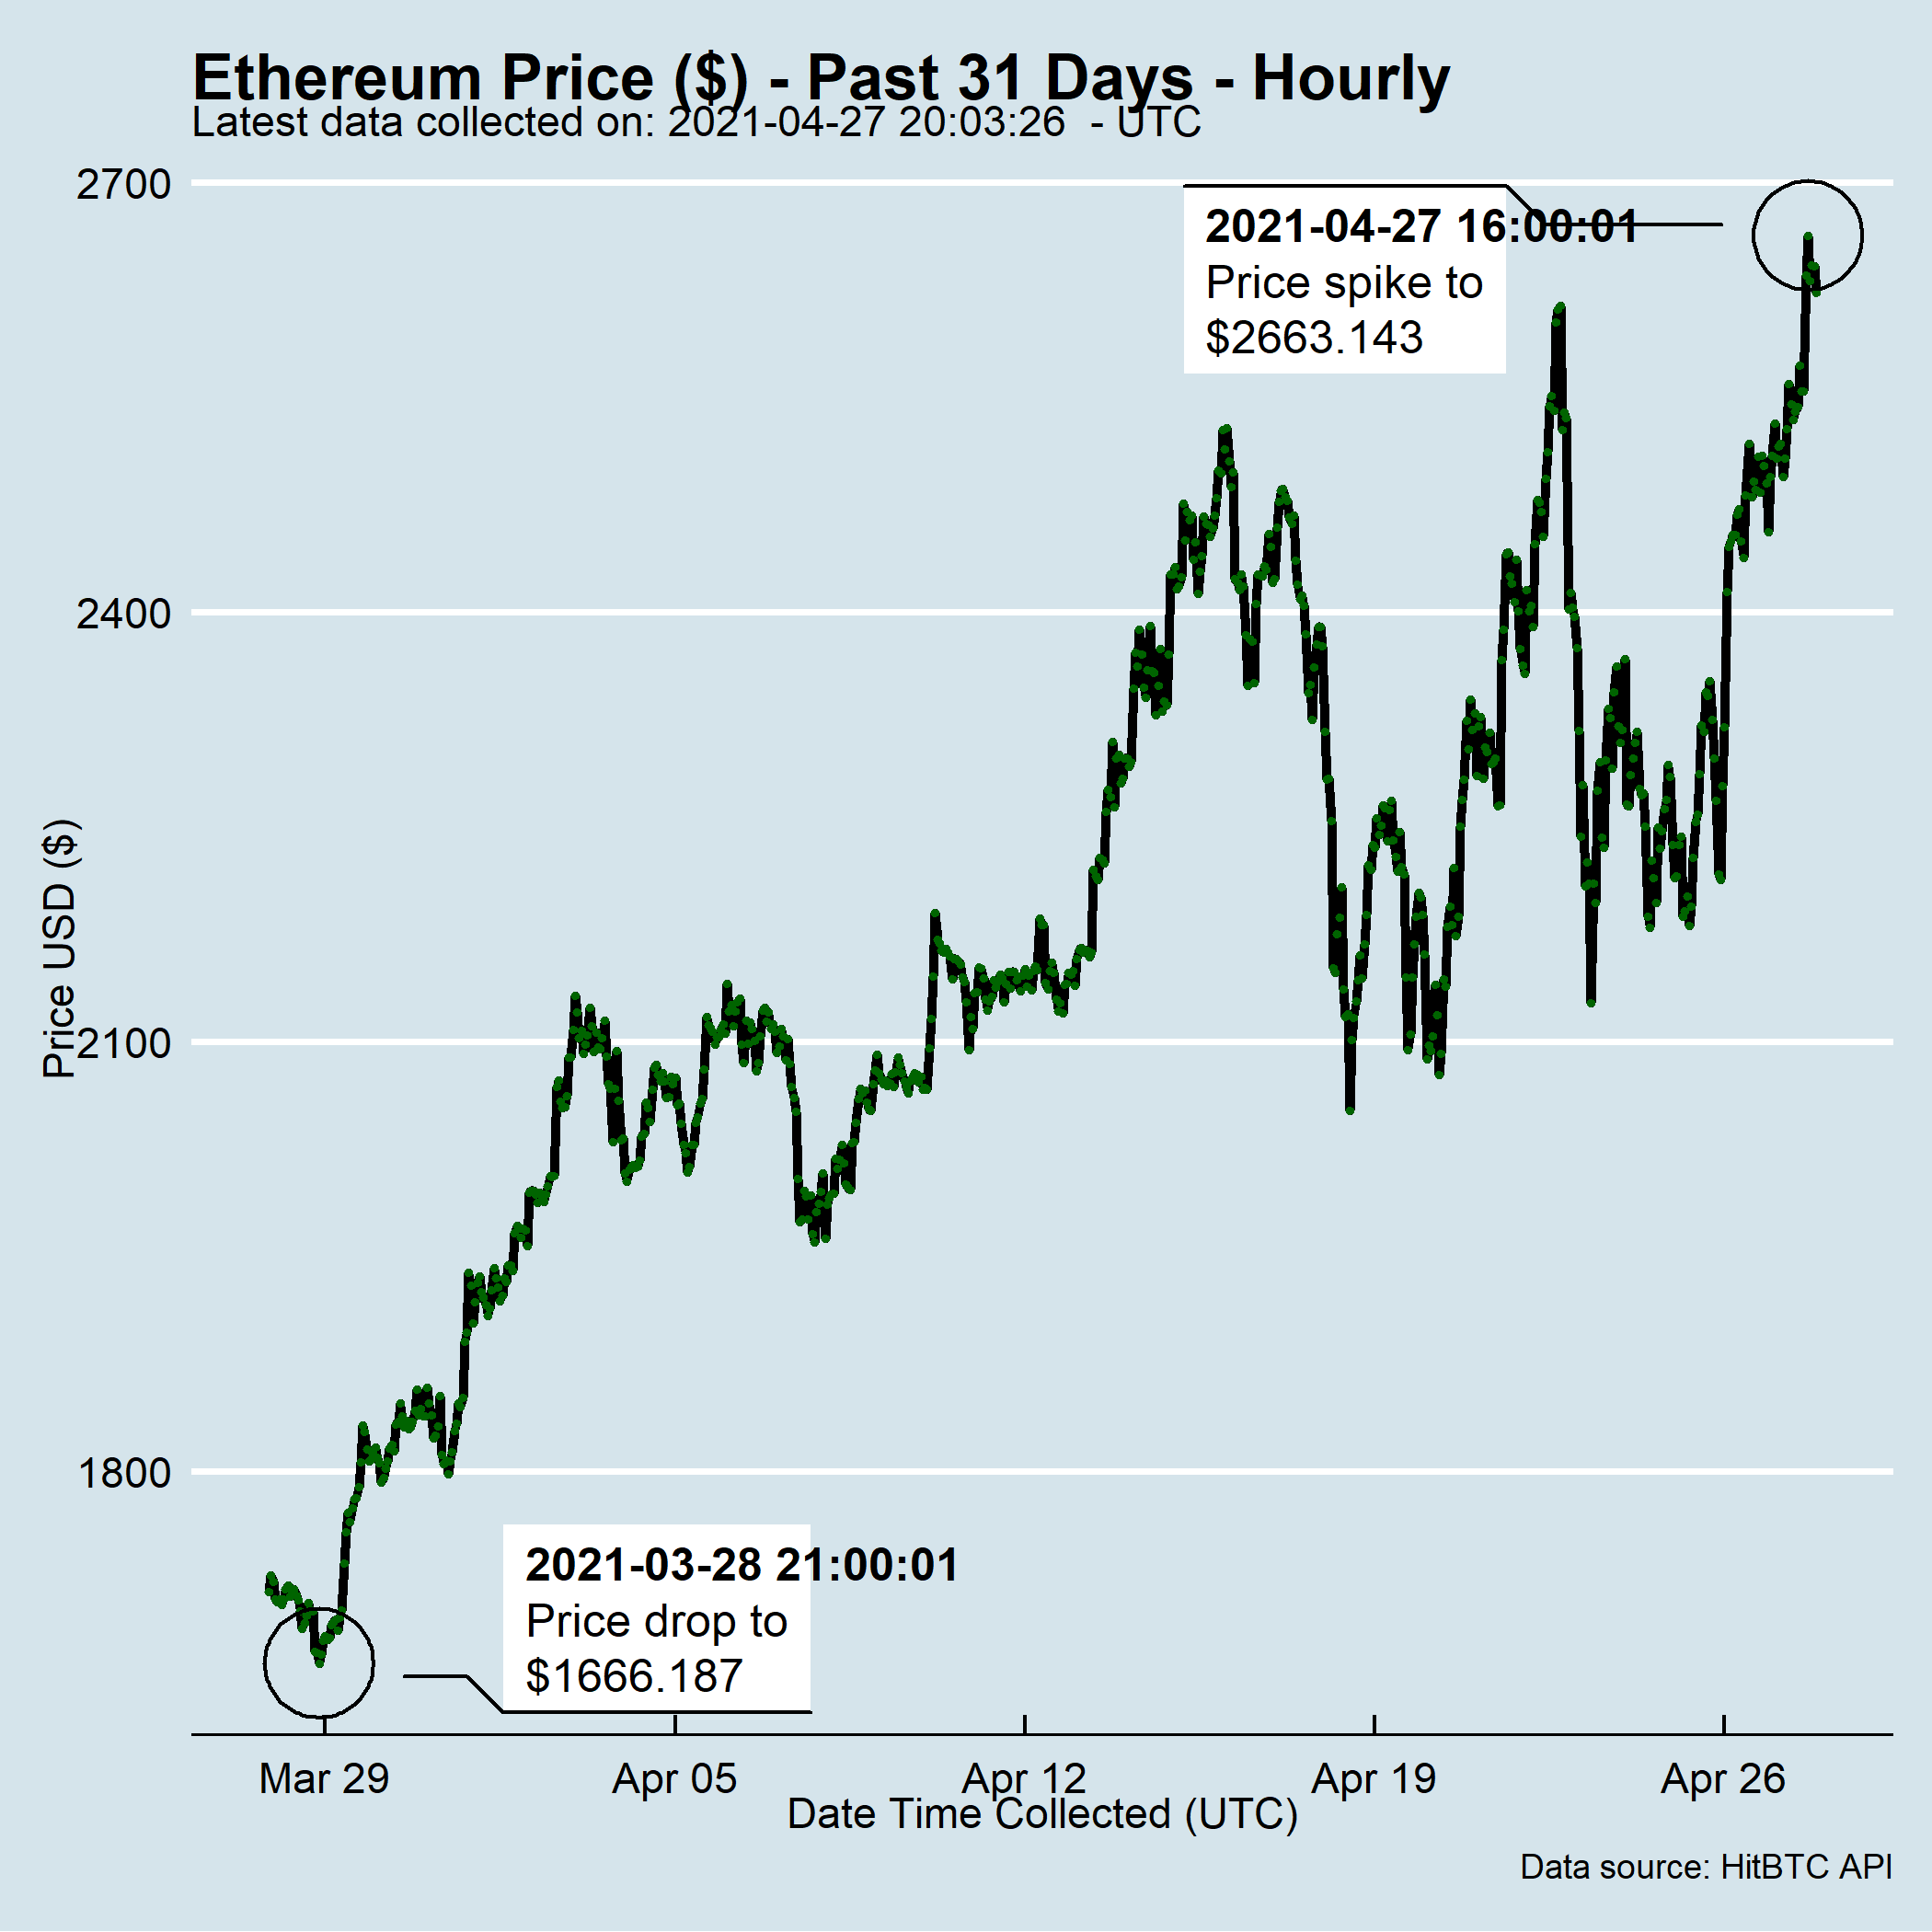 Ethereum Price ($) - Past 31 Days - Hourly
Latest data collected on: 2021-04-27 20:03:26  - UTC
2700
2021-04-27 16:00:01
Price spike to
$2663.143
2400
Price USD ($)
2100
1800
2021-03-28 21:00:01
Price drop to
$1666.187
Mar 29 Apr 05 Apr 12 Apr 19 Apr 26
Date Time Collected (UTC)
Data source: HitBTC API